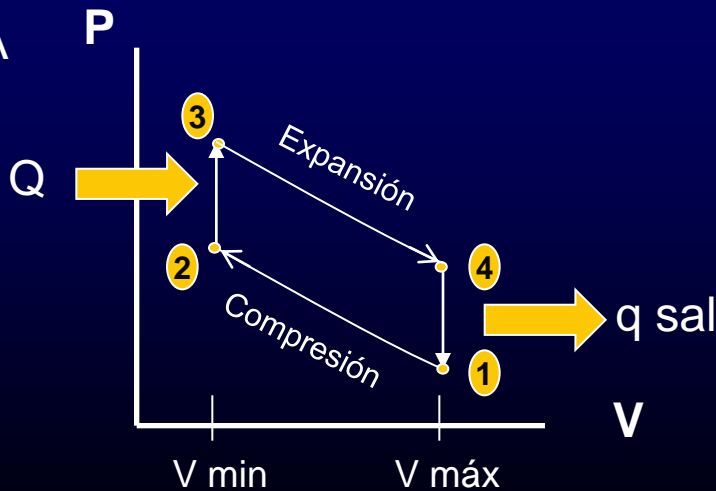 A
P
3
Expansión
Q
2
4
Compresión
q sal
1
V
V min
V máx